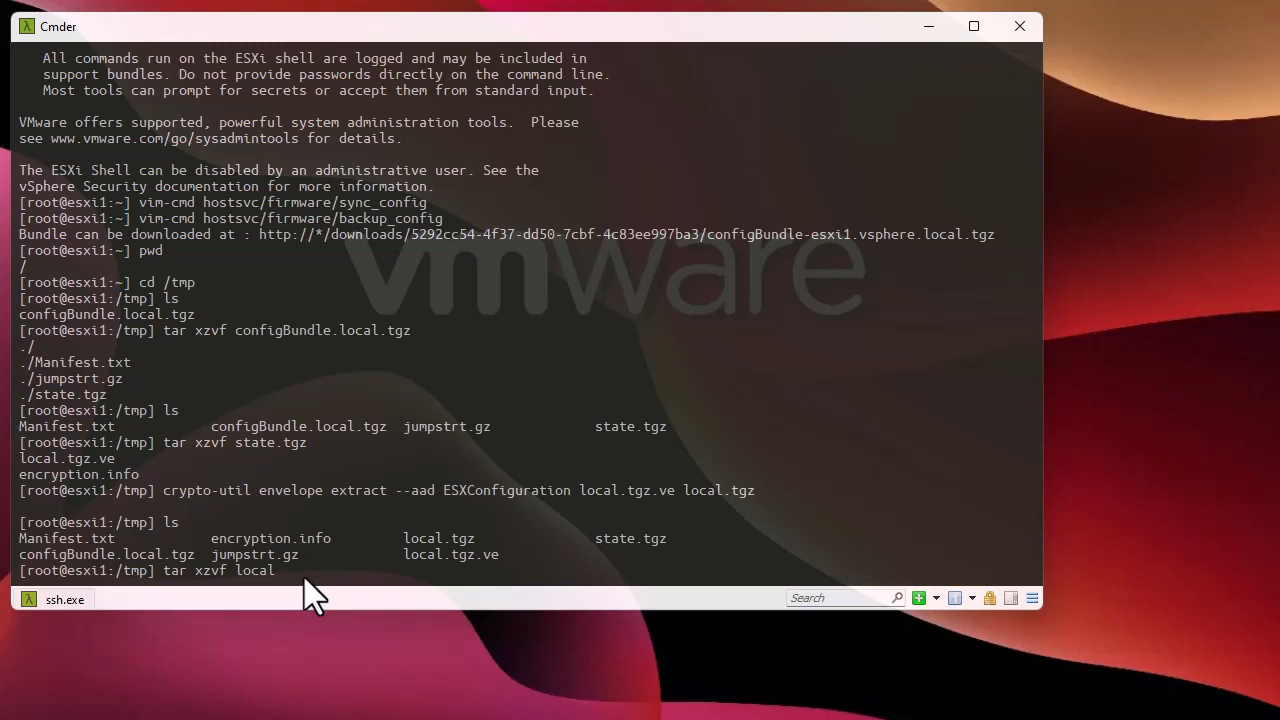 Cmder
All commands run on the ESXi shell are logged and may be included in
support bundles. Do not provide passwords directly on the command line.
Most tools can prompt for secrets or accept them from standard input.
VMware offers supported, powerful system administration tools.  Please
see www.vmware.com/go/sysadmintools for details.
The ESXi Shell can be disabled by an administrative user. See the
vSphere Security documentation for more information.
[root@esxi1:~] vim-cmd hostsvc/firmware/sync_config
[root@esxi1:~] vim-cmd hostsvc/firmware/backup_config
Bundle can be downloaded at : http://*/downloads/5292cc54-4f37-dd50-7cbf-4c83ee997ba3/configBundle-esxi1.vsphere.local.tgz
[root@esxi1:~] pwd
/
[root@esxi1:~] cd /tmp
[root@esxi1:/tmp] ls
configBundle.local.tgz
[root@esxi1:/tmp] tar xzvf configBundle.local.tgz
./
./Manifest.txt
./jumpstrt.gz
./state.tgz
[root@esxi1:/tmp] ls
Manifest.txt            configBundle.local.tgz  jumpstrt.gz             state.tgz
[root@esxi1:/tmp] tar xzvf state.tgz
local.tgz.ve
encryption.info
[root@esxi1:/tmp] crypto-util envelope extract --aad ESXConfiguration local.tgz.ve local.tgz
[root@esxi1:/tmp] ls
Manifest.txt            encryption.info         local.tgz               state.tgz
configBundle.local.tgz  jumpstrt.gz             local.tgz.ve
[root@esxi1:/tmp] tar xzvf local
vmware
ssh.exe
Search